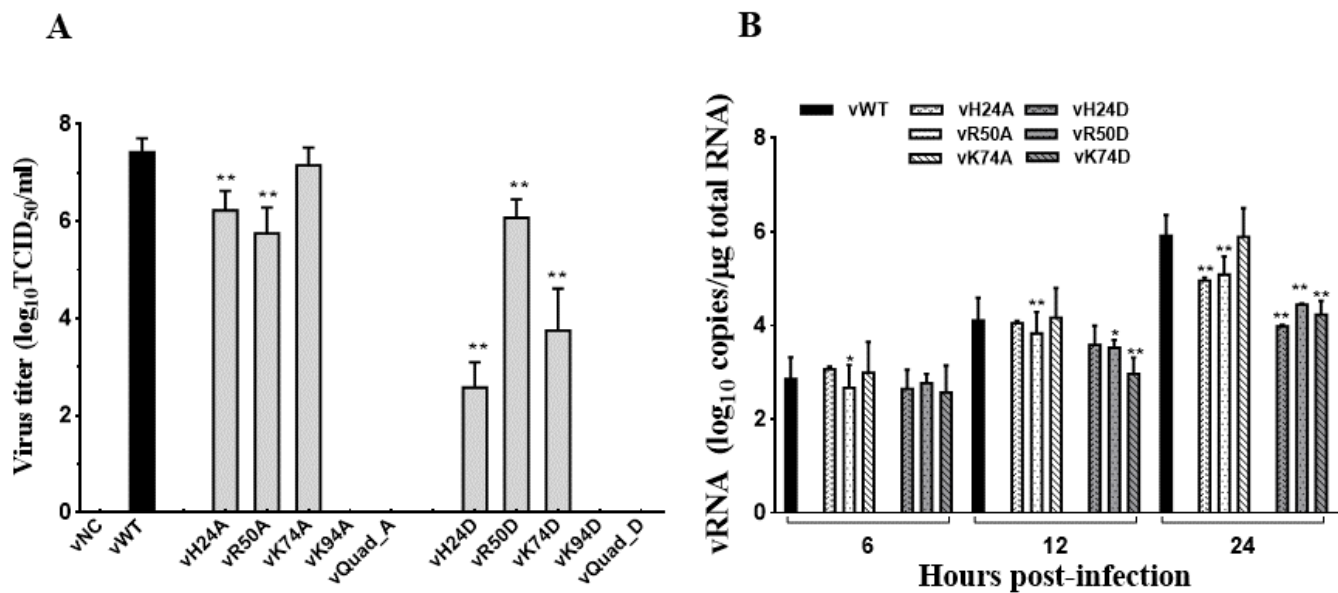 A
Virus titer (log10TCID50/ml)
8
6
4
2
0
**
**
**
**
**
vNC
vWT
vH24A
vR50A
vK74A
vK94A
vQuad_A
vH24D
vR50D
vK74D
vK94D
vQuad_D
B
vRNA (log10 copies/µg total RNA)
vWT
vH24A
vH24D
vR50A
vR50D
vK74A
vK74D
8
6
4
2
0
*
**
*
**
**
**
**
**
**
6
12
24
Hours post-infection